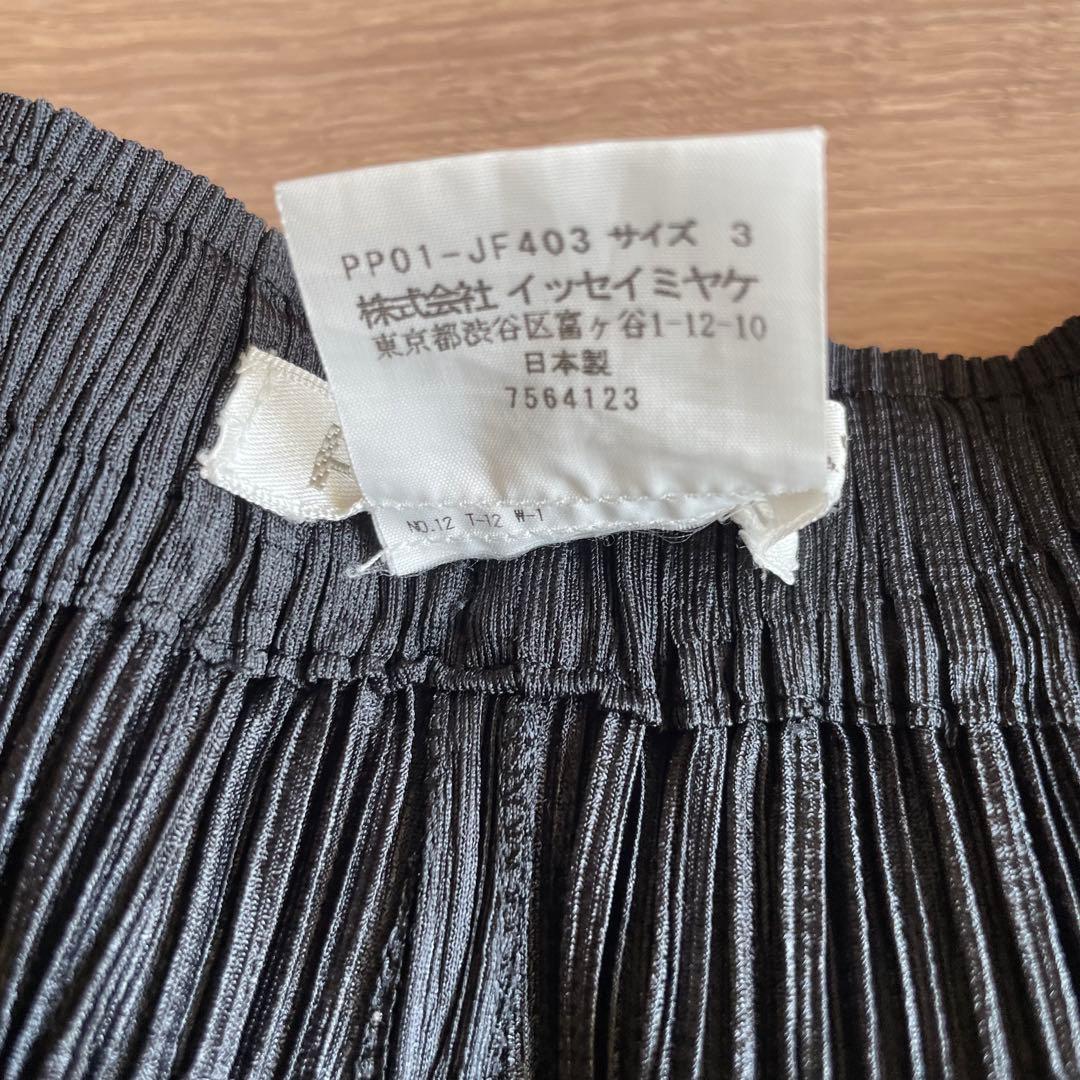 PP01-JF403 サイズ 3
株式会社 イッセイミヤケ
東京都渋谷区富ヶ谷1-12-10
日本製
7564123
NO.12 T-12 W-1